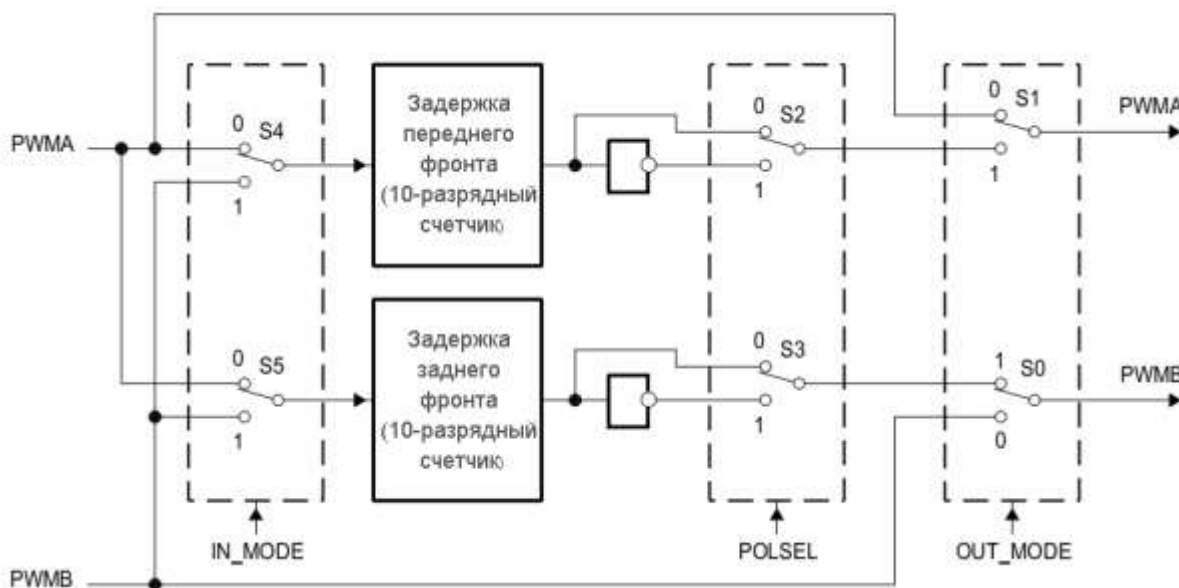 PWMA
0
S4
1
Задержка
переднего
фронта
(10-разрядный
счетчик)
0
S2
1
0
S1
1
PWMA
0
S5
1
Задержка
заднего
фронта
(10-разрядный
счетчик)
0
S3
1
1
S0
0
PWMB
IN_MODE
POLSEL
OUT_MODE
PWMB